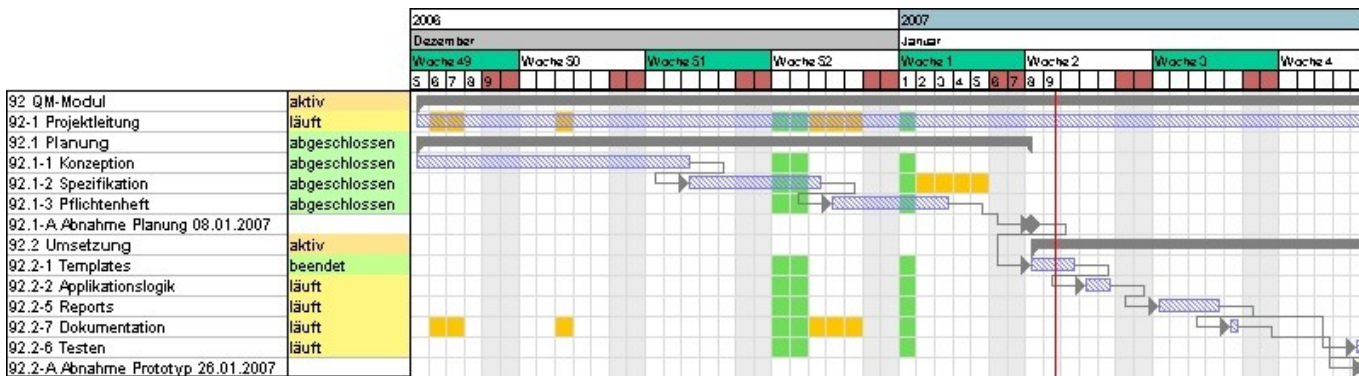 2006 2007
Dezember Januar
Woche 49 Woche 50 Woche 51 Woche 52 Woche 1 Woche 2 Woche 3 Woche 4
5 6 7 8 9 1 2 3 4 5 6 7 8 9
92 QM-Modul aktiv
92-1 Projektleitung läuft
92.1 Planung abgeschlossen
92.1-1 Konzeption abgeschlossen
92.1-2 Spezifikation abgeschlossen
92.1-3 Pflichtenheft abgeschlossen
92.1-A Abnahme Planung 08.01.2007
92.2 Umsetzung aktiv
92.2-1 Templates beendet
92.2-2 Applikationslogik läuft
92.2-5 Reports läuft
92.2-7 Dokumentation läuft
92.2-6 Testen läuft
92.2-A Abnahme Prototyp 26.01.2007